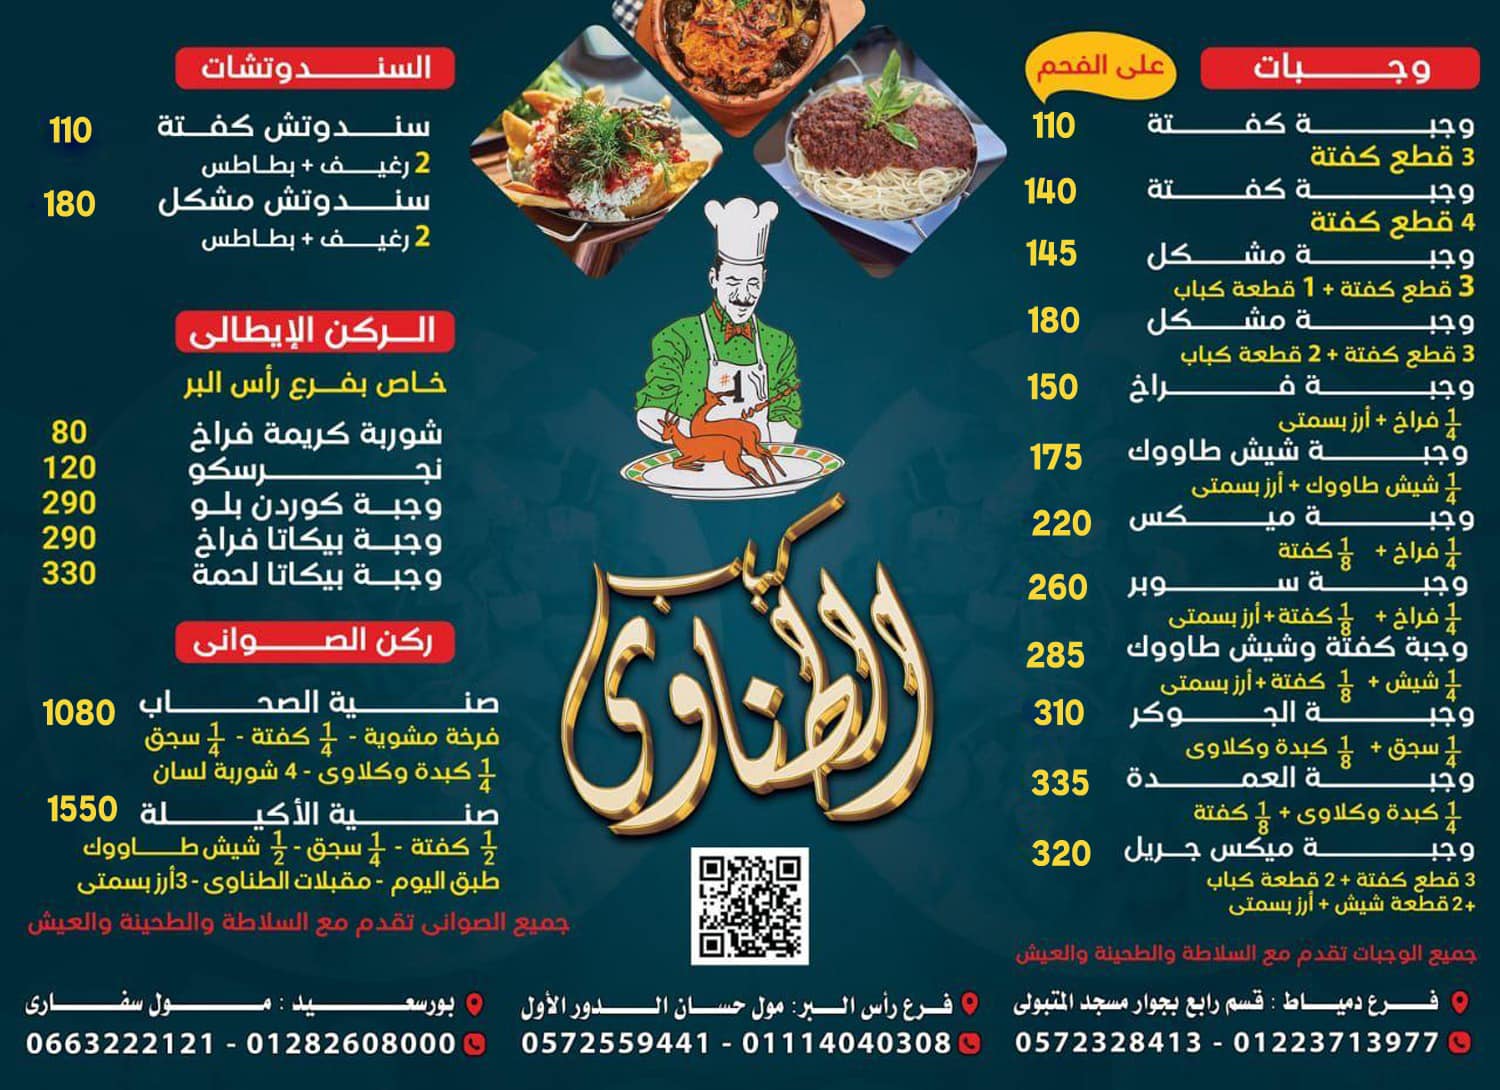 وجبات
على الفحم
وجبة كفتة 110
3 قطع كفتة
وجبة كفتة 140
4 قطع كفتة
وجبة مشكل 145
3 قطع كفتة + 1 قطعة كباب
وجبة مشكل 180
3 قطع كفتة + 2 قطعة كباب
وجبة فراخ 150
1/4 فراخ + أرز بسمتى
وجبة شيش طاووك 175
1/4 شيش طاووك + أرز بسمتى
وجبة ميكس 220
1/4 فراخ + 1/8 كفتة
وجبة سوبر 260
1/4 فراخ + 1/8 كفتة + أرز بسمتى
وجبة كفتة وشيش طاووك 285
1/4 شيش + 1/8 كفتة + أرز بسمتى
وجبة الجوكر 310
1/4 سجق + 1/8 كبدة وكلاوى
وجبة العمدة 335
1/4 كبدة وكلاوى + 1/8 كفتة
وجبة ميكس جريل 320
3 قطع كفتة + 2 قطعة كباب
+ 2 قطعة شيش + أرز بسمتى
جميع الوجبات تقدم مع السلاطة والطحينة والعيش
#1
كباب
الطناوى
السندوتشات
سندوتش كفتة 110
2 رغيف + بطاطس
سندوتش مشكل 180
2 رغيف + بطاطس
الركن الإيطالى
خاص بفرع رأس البر
شوربة كريمة فراخ 80
نجرسكو 120
وجبة كوردن بلو 290
وجبة بيكاتا فراخ 290
وجبة بيكاتا لحمة 330
ركن الصوانى
صنية الصحاب 1080
فرخة مشوية - 1/4 كفتة - 1/4 سجق
1/4 كبدة وكلاوى - 4 شوربة لسان
صنية الأكيلة 1550
1/2 كفتة - 1/4 سجق - 1/2 شيش طاووك
طبق اليوم - مقبلات الطناوى - 3أرز بسمتى
جميع الصوانى تقدم مع السلاطة والطحينة والعيش
فرع دمياط : قسم رابع بجوار مسجد المتبولى
0572328413 - 01223713977
فرع رأس البر: مول حسان الدور الأول
0572559441 - 01114040308
بورسعيد : مول سفارى
0663222121 - 01282608000